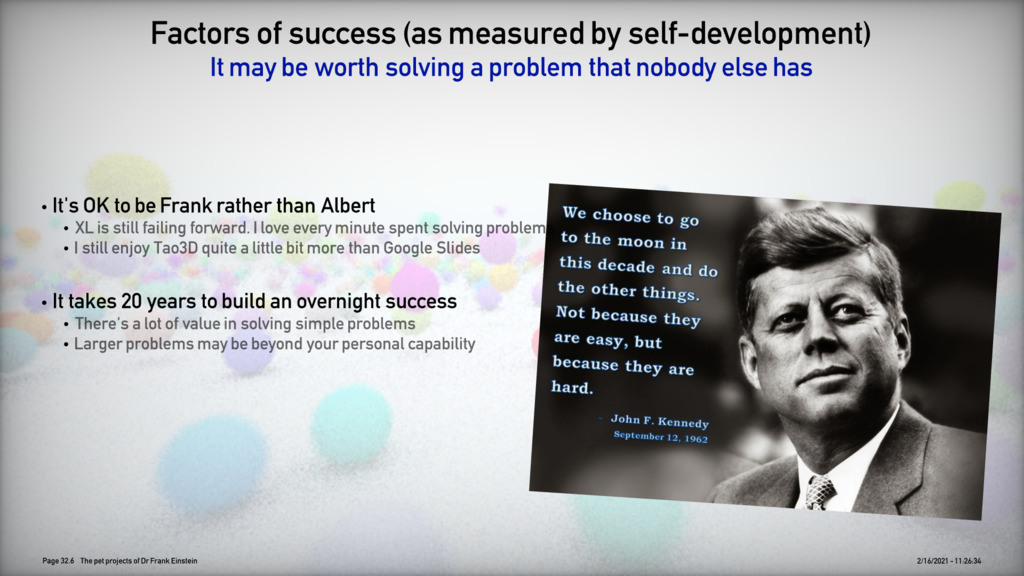 Factors of success (as measured by self-development)
It may be worth solving a problem that nobody else has
• It's OK to be Frank rather than Albert
• XL is still failing forward. I love every minute spent solving problem
• I still enjoy Tao3D quite a little bit more than Google Slides
• It takes 20 years to build an overnight success
• There's a lot of value in solving simple problems
• Larger problems may be beyond your personal capability
We choose to go
to the moon in
this decade and do
the other things.
Not because they
are easy, but
because they are
hard.
- John F. Kennedy
September 12, 1962
Page 32.6 The pet projects of Dr Frank Einstein
2/16/2021 - 11:26:34